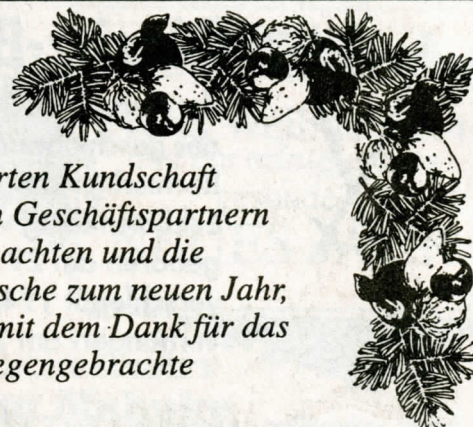 rten Kundschaft
n Geschäftspartnern
achten und die
sche zum neuen Jahr,
mit dem Dank für das
egengebrachte